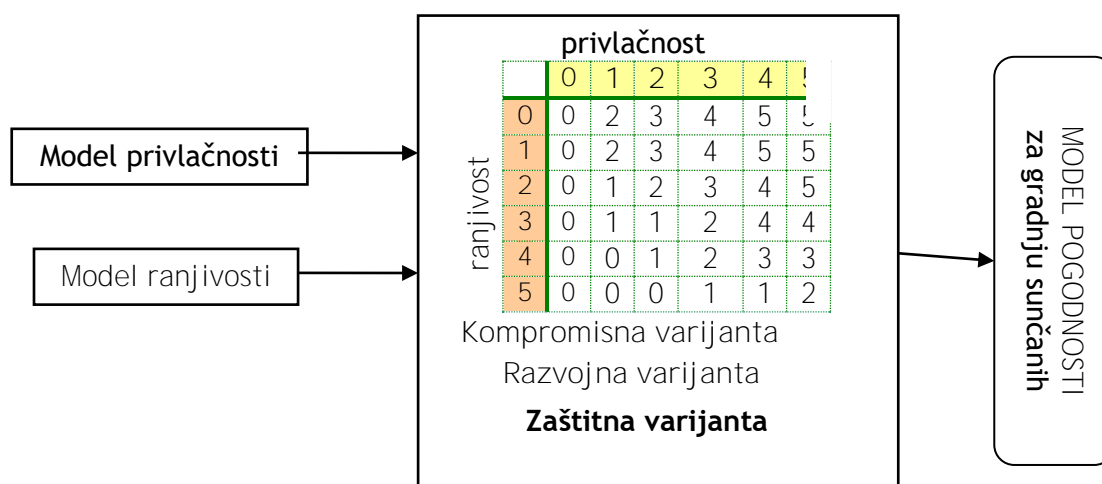 Model privlačnosti
Model ranjivosti
privlačnost
0 1 2 3 4
ranjivost
0 0 2 3 4 5
1 0 2 3 4 5 5
2 0 1 2 3 4 5
3 0 1 1 2 4 4
4 0 0 1 2 3 3
5 0 0 0 1 1 2
Kompromisna varijanta
Razvojna varijanta
Zaštitna varijanta
MODEL POGODNOSTI
za gradnju sunčanih